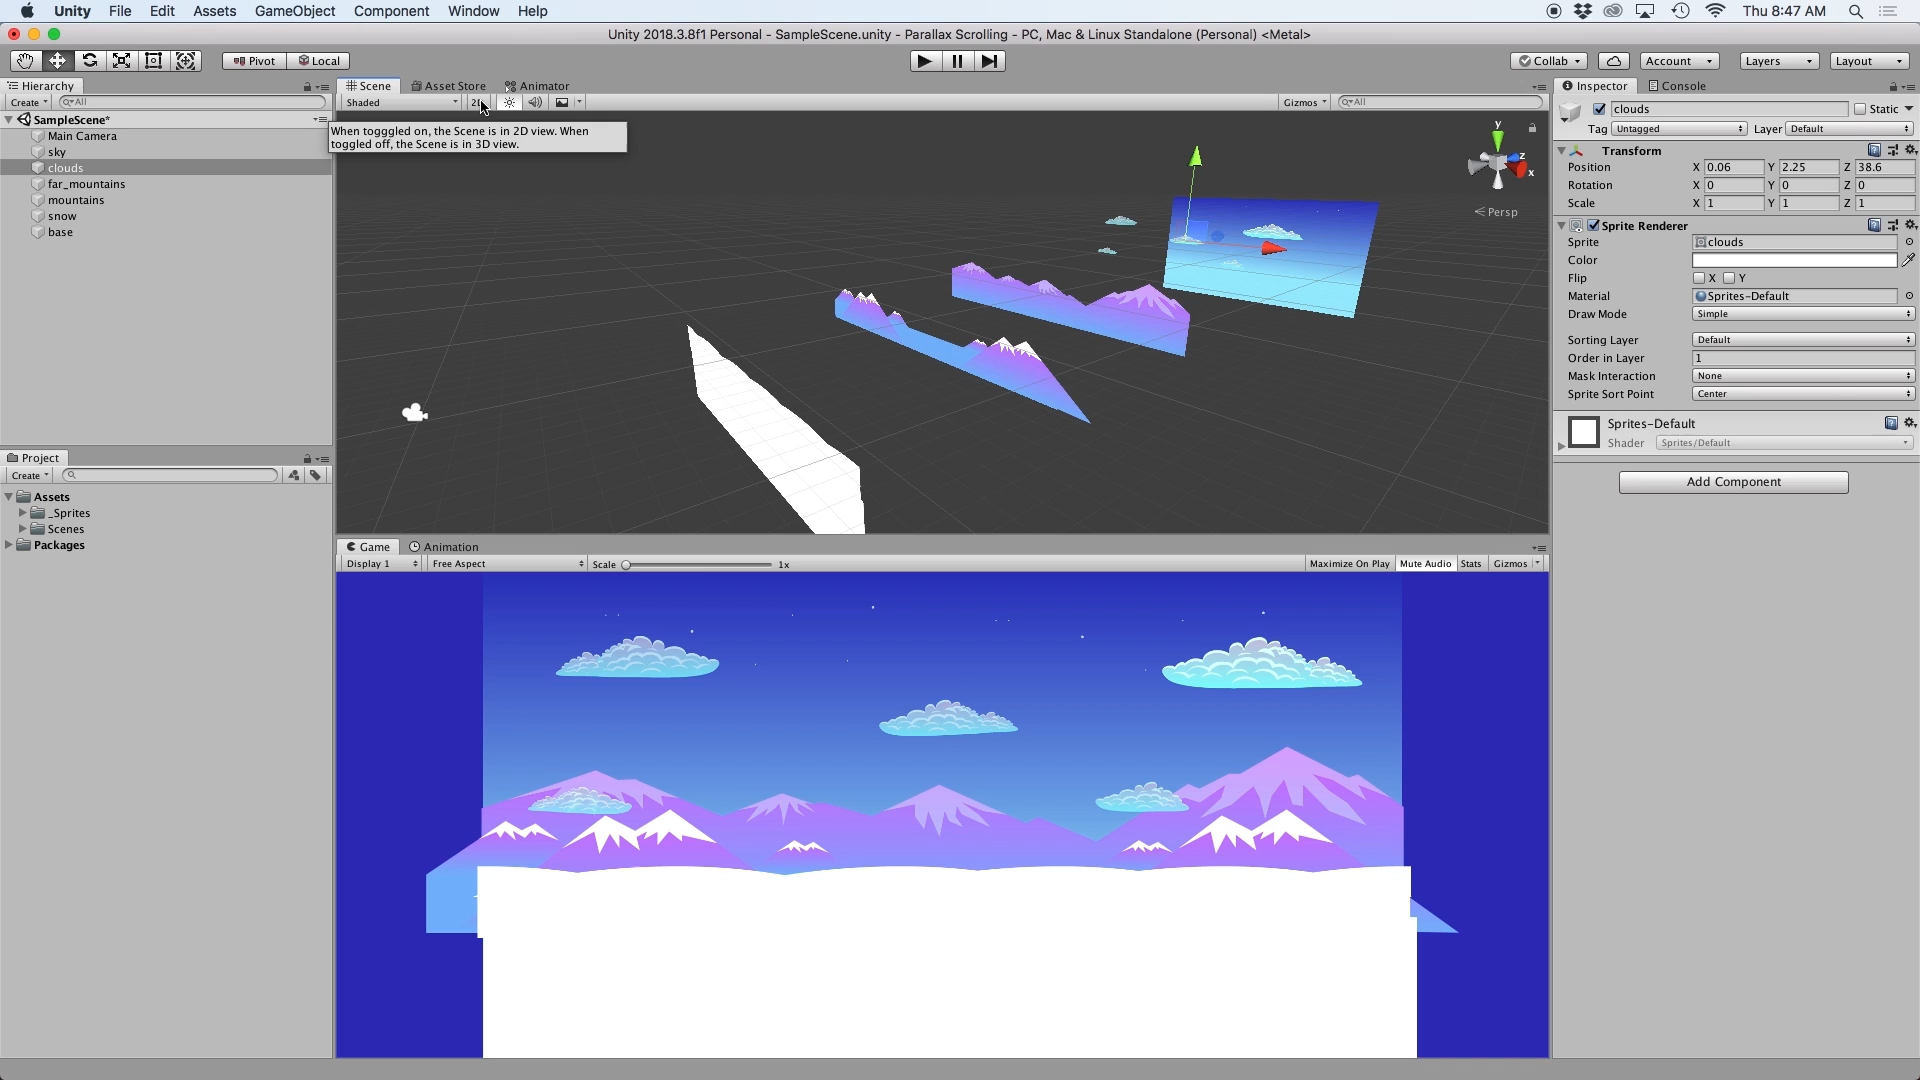 Unity File Edit Assets GameObject Component Window Help Thu 8:47 AM
Unity 2018.3.8f1 Personal - SampleScene.unity - Parallax Scrolling - PC, Mac & Linux Standalone (Personal) <Metal>
Pivot Local Collab Account Layers Layout
Hierarchy
Create All
SampleScene*
Main Camera
sky
clouds
far_mountains
mountains
snow
base
Project
Create
Assets
_Sprites
Scenes
Packages
Scene Asset Store Animator
Shaded Gizmos All
When togggled on, the Scene is in 2D view. When
toggled off, the Scene is in 3D view.
y
z
x
Persp
Game Animation
Display 1 Free Aspect Scale 1x Maximize On Play Mute Audio Stats Gizmos
Inspector Console
clouds Static
Tag Untagged Layer Default
Transform
Position X 0.06 Y 2.25 Z 38.6
Rotation X 0 Y 0 Z 0
Scale X 1 Y 1 Z 1
Sprite Renderer
Sprite clouds
Color
Flip X Y
Material Sprites-Default
Draw Mode Simple
Sorting Layer Default
Order in Layer 1
Mask Interaction None
Sprite Sort Point Center
Sprites-Default
Shader Sprites/Default
Add Component